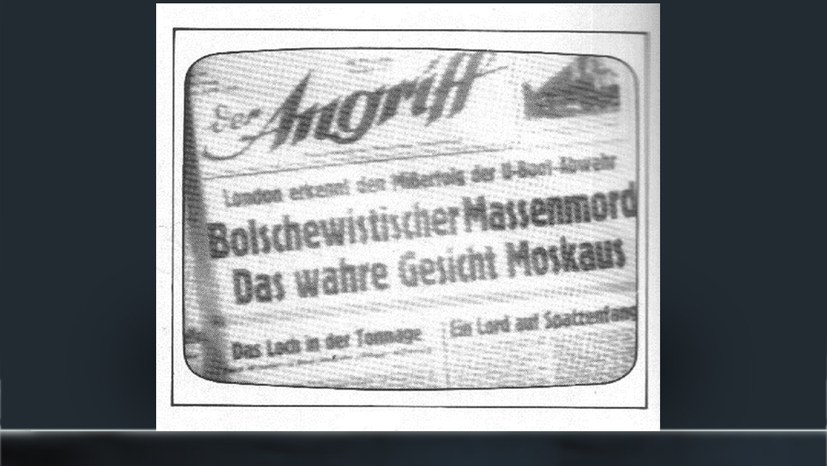 Der Angriff
London erkennt den Mißerfolg der U-Boot-Abwehr
Bolschewistischer Massenmord
Das wahre Gesicht Moskaus
Das Loch in der Tonnage
Ein Lord auf Spatzenfang